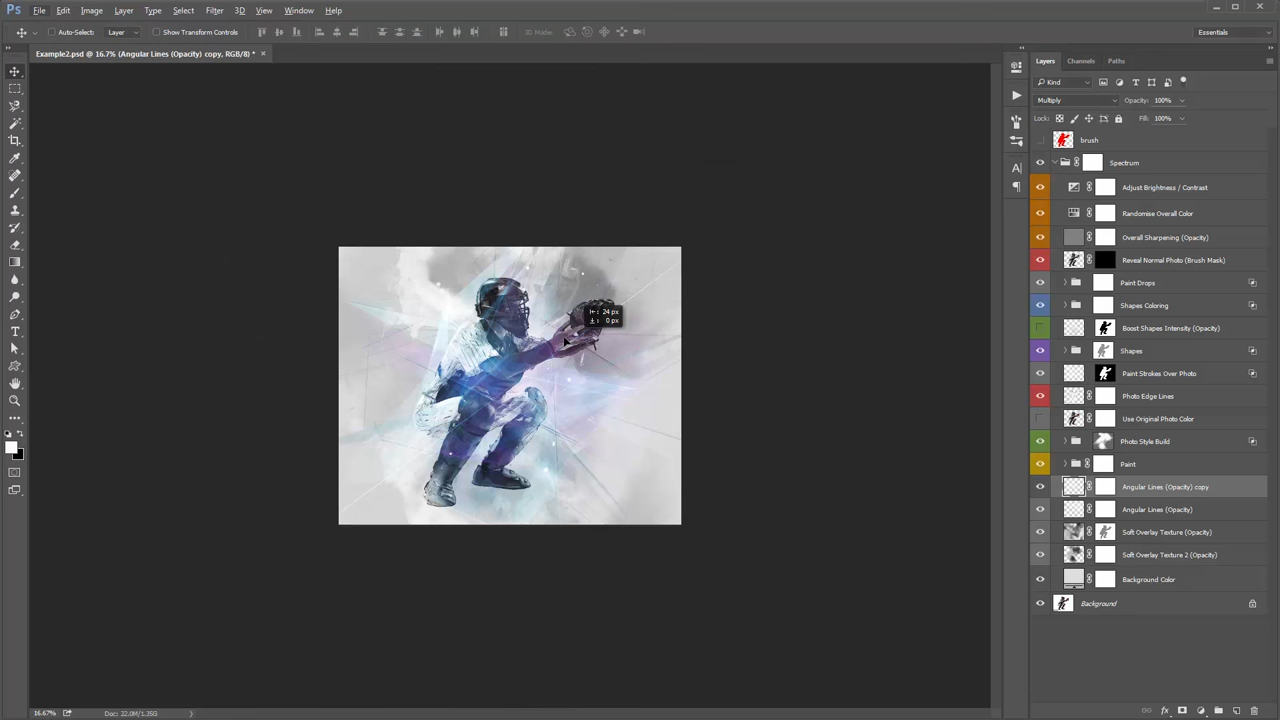 Ps File Edit Image Layer Type Select Filter 3D View Window Help
Auto-Select: Layer Show Transform Controls 3D Mode: Essentials
Example2.psd @ 16.7% (Angular Lines (Opacity) copy, RGB/8) * ×
Layers Channels Paths
Kind
Multiply Opacity: 100%
Lock: Fill: 100%
brush
Spectrum
Adjust Brightness / Contrast
Randomise Overall Color
Overall Sharpening (Opacity)
Reveal Normal Photo (Brush Mask)
Paint Drops
Shapes Coloring
24 px
0 px
Boost Shapes Intensity (Opacity)
Shapes
Paint Strokes Over Photo
Photo Edge Lines
Use Original Photo Color
Photo Style Build
Paint
Angular Lines (Opacity) copy
Angular Lines (Opacity)
Soft Overlay Texture (Opacity)
Soft Overlay Texture 2 (Opacity)
Background Color
Background
16.67% Doc: 22.0M/1.35G